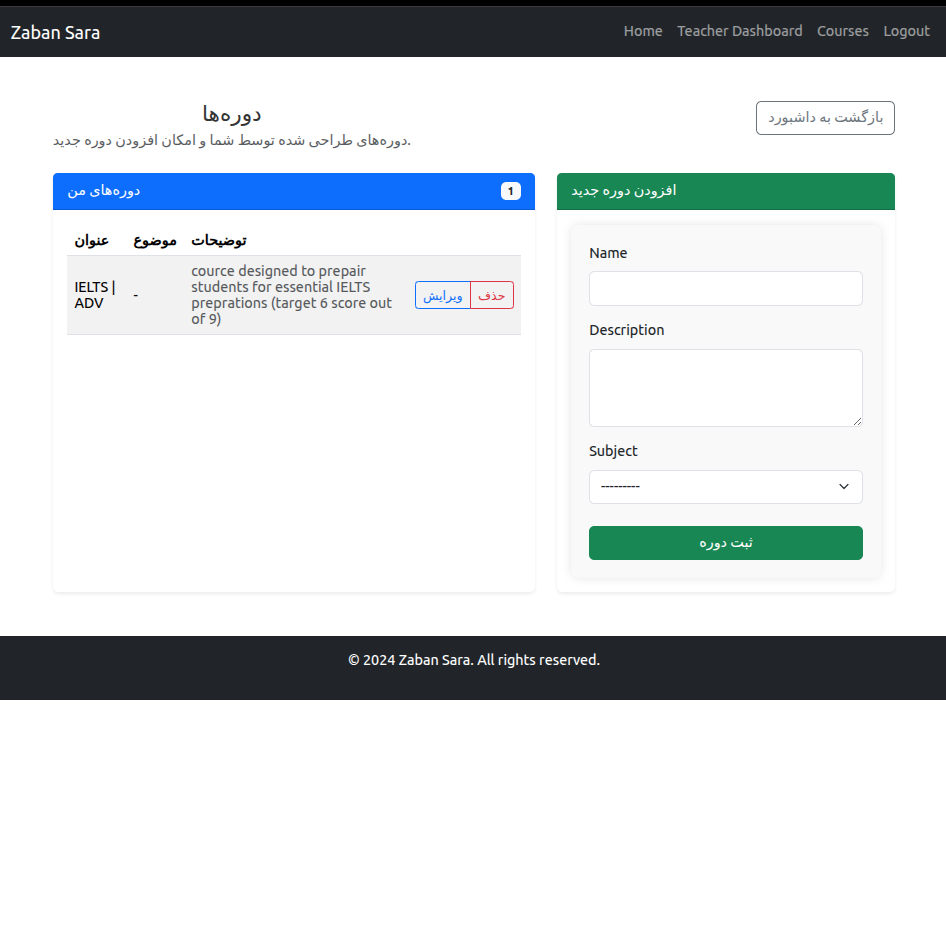 Zaban Sara
Home Teacher Dashboard Courses Logout
دوره‌ها
دوره‌های طراحی شده توسط شما و امکان افزودن دوره جدید.
بازگشت به داشبورد
دوره‌های من 1
عنوان موضوع توضیحات
IELTS |
ADV
-
cource designed to prepair
students for essential IELTS
preprations (target 6 score out
of 9)
ویرایش حذف
افزودن دوره جدید
Name
Description
Subject
---------
ثبت دوره
© 2024 Zaban Sara. All rights reserved.